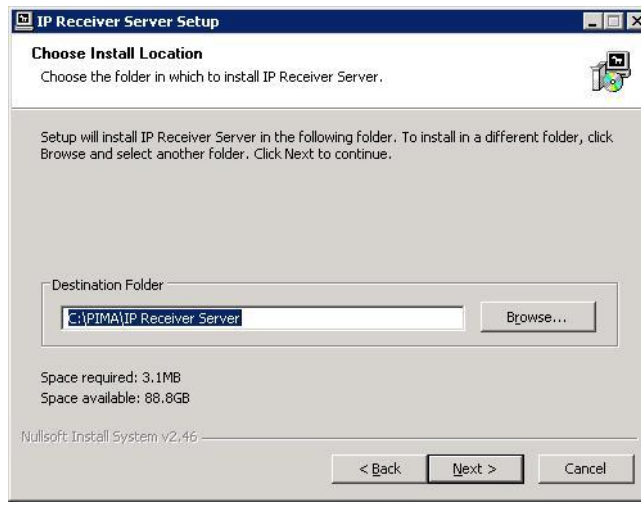 IP Receiver Server Setup
Choose Install Location
Choose the folder in which to install IP Receiver Server.
Setup will install IP Receiver Server in the following folder. To install in a different folder, click
Browse and select another folder. Click Next to continue.
Destination Folder
C:\PIMA\IP Receiver Server
Browse...
Space required: 3.1MB
Space available: 88.8GB
Nullsoft Install System v2.46
< Back
Next >
Cancel